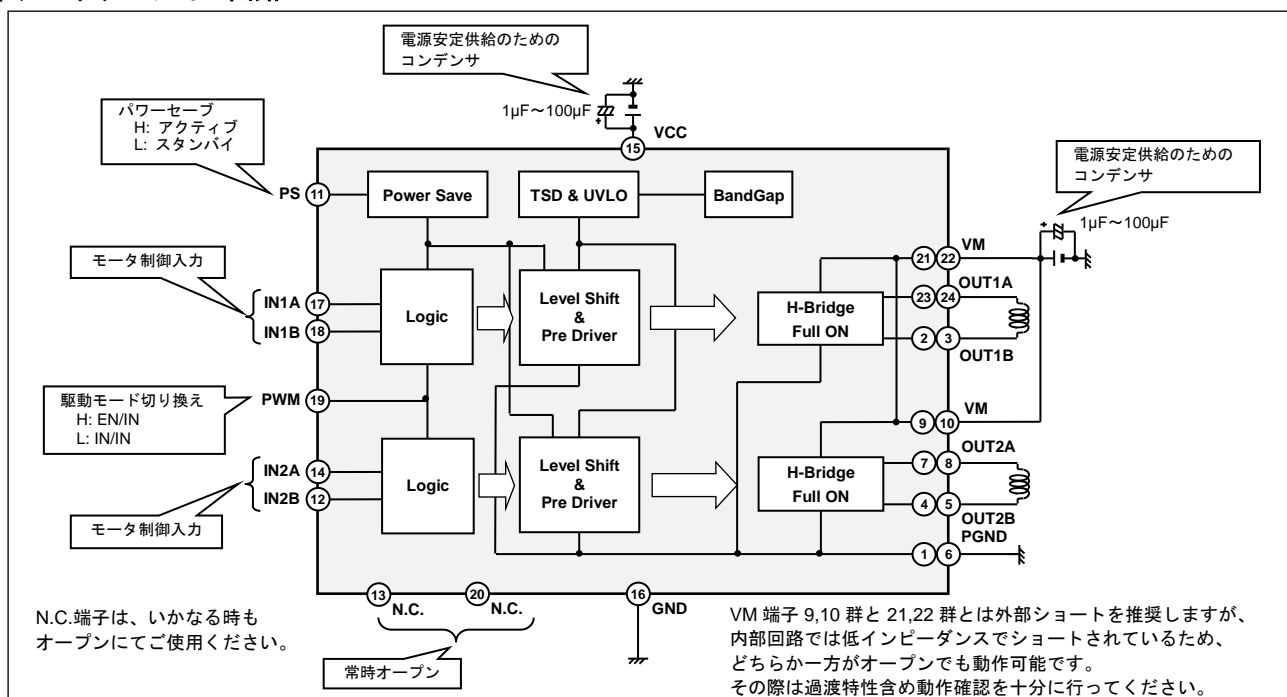 電源安定供給のための
コンデンサ
1µF～100µF
+
VCC
15
パワーセーブ
H: アクティブ
L: スタンバイ
電源安定供給のための
コンデンサ
+
1µF～100µF
PS 11
Power Save
TSD & UVLO
BandGap
21 22 VM
モータ制御入力
IN1A 17
IN1B 18
Logic
Level Shift
&
Pre Driver
H-Bridge
Full ON
23 24 OUT1A
2 3
OUT1B
駆動モード切り換え
H: EN/IN
L: IN/IN
PWM 19
VM
9 10
IN2A 14
IN2B 12
モータ制御入力
Logic
Level Shift
&
Pre Driver
H-Bridge
Full ON
OUT2A
7 8
4 5
OUT2B
PGND
1 6
13 N.C.
20 N.C.
16 GND
常時オープン
N.C.端子は、いかなる時も
オープンにてご使用ください。
VM 端子 9,10 群と 21,22 群とは外部ショートを推奨しますが、
内部回路では低インピーダンスでショートされているため、
どちらか一方がオープンでも動作可能です。
その際は過渡特性含め動作確認を十分に行ってください。